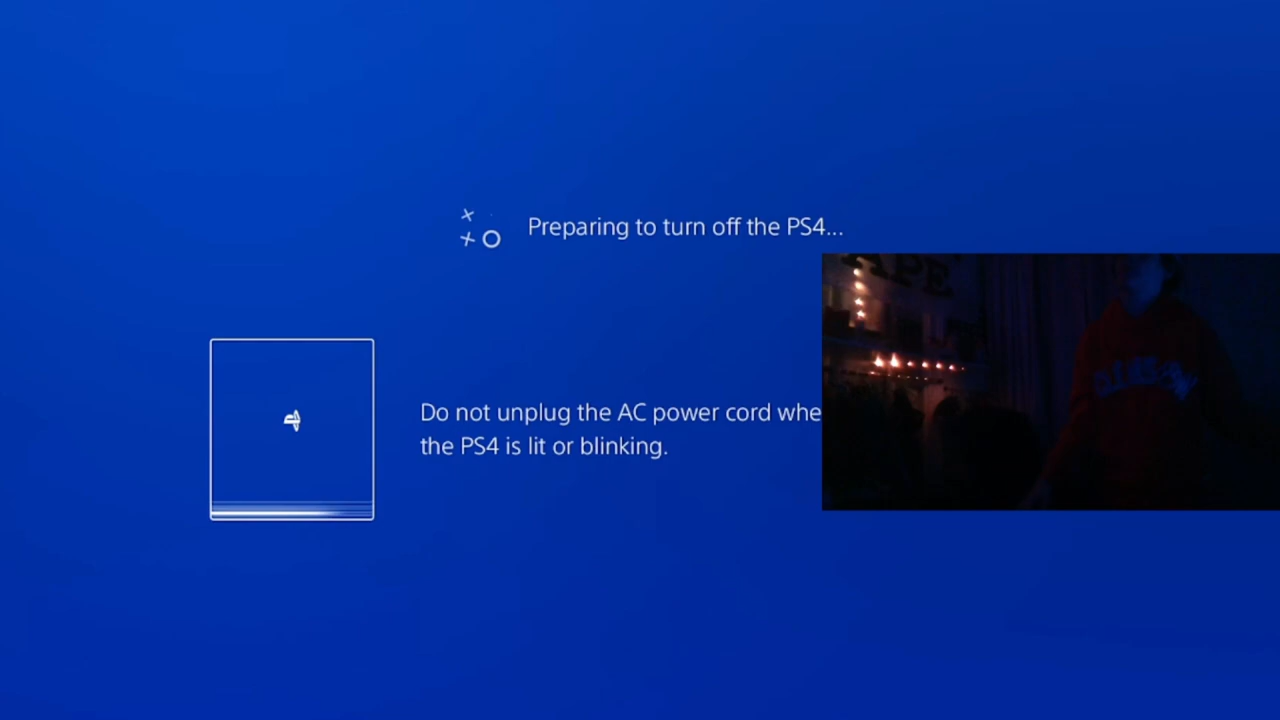 Preparing to turn off the PS4...
Do not unplug the AC power cord whe
the PS4 is lit or blinking.